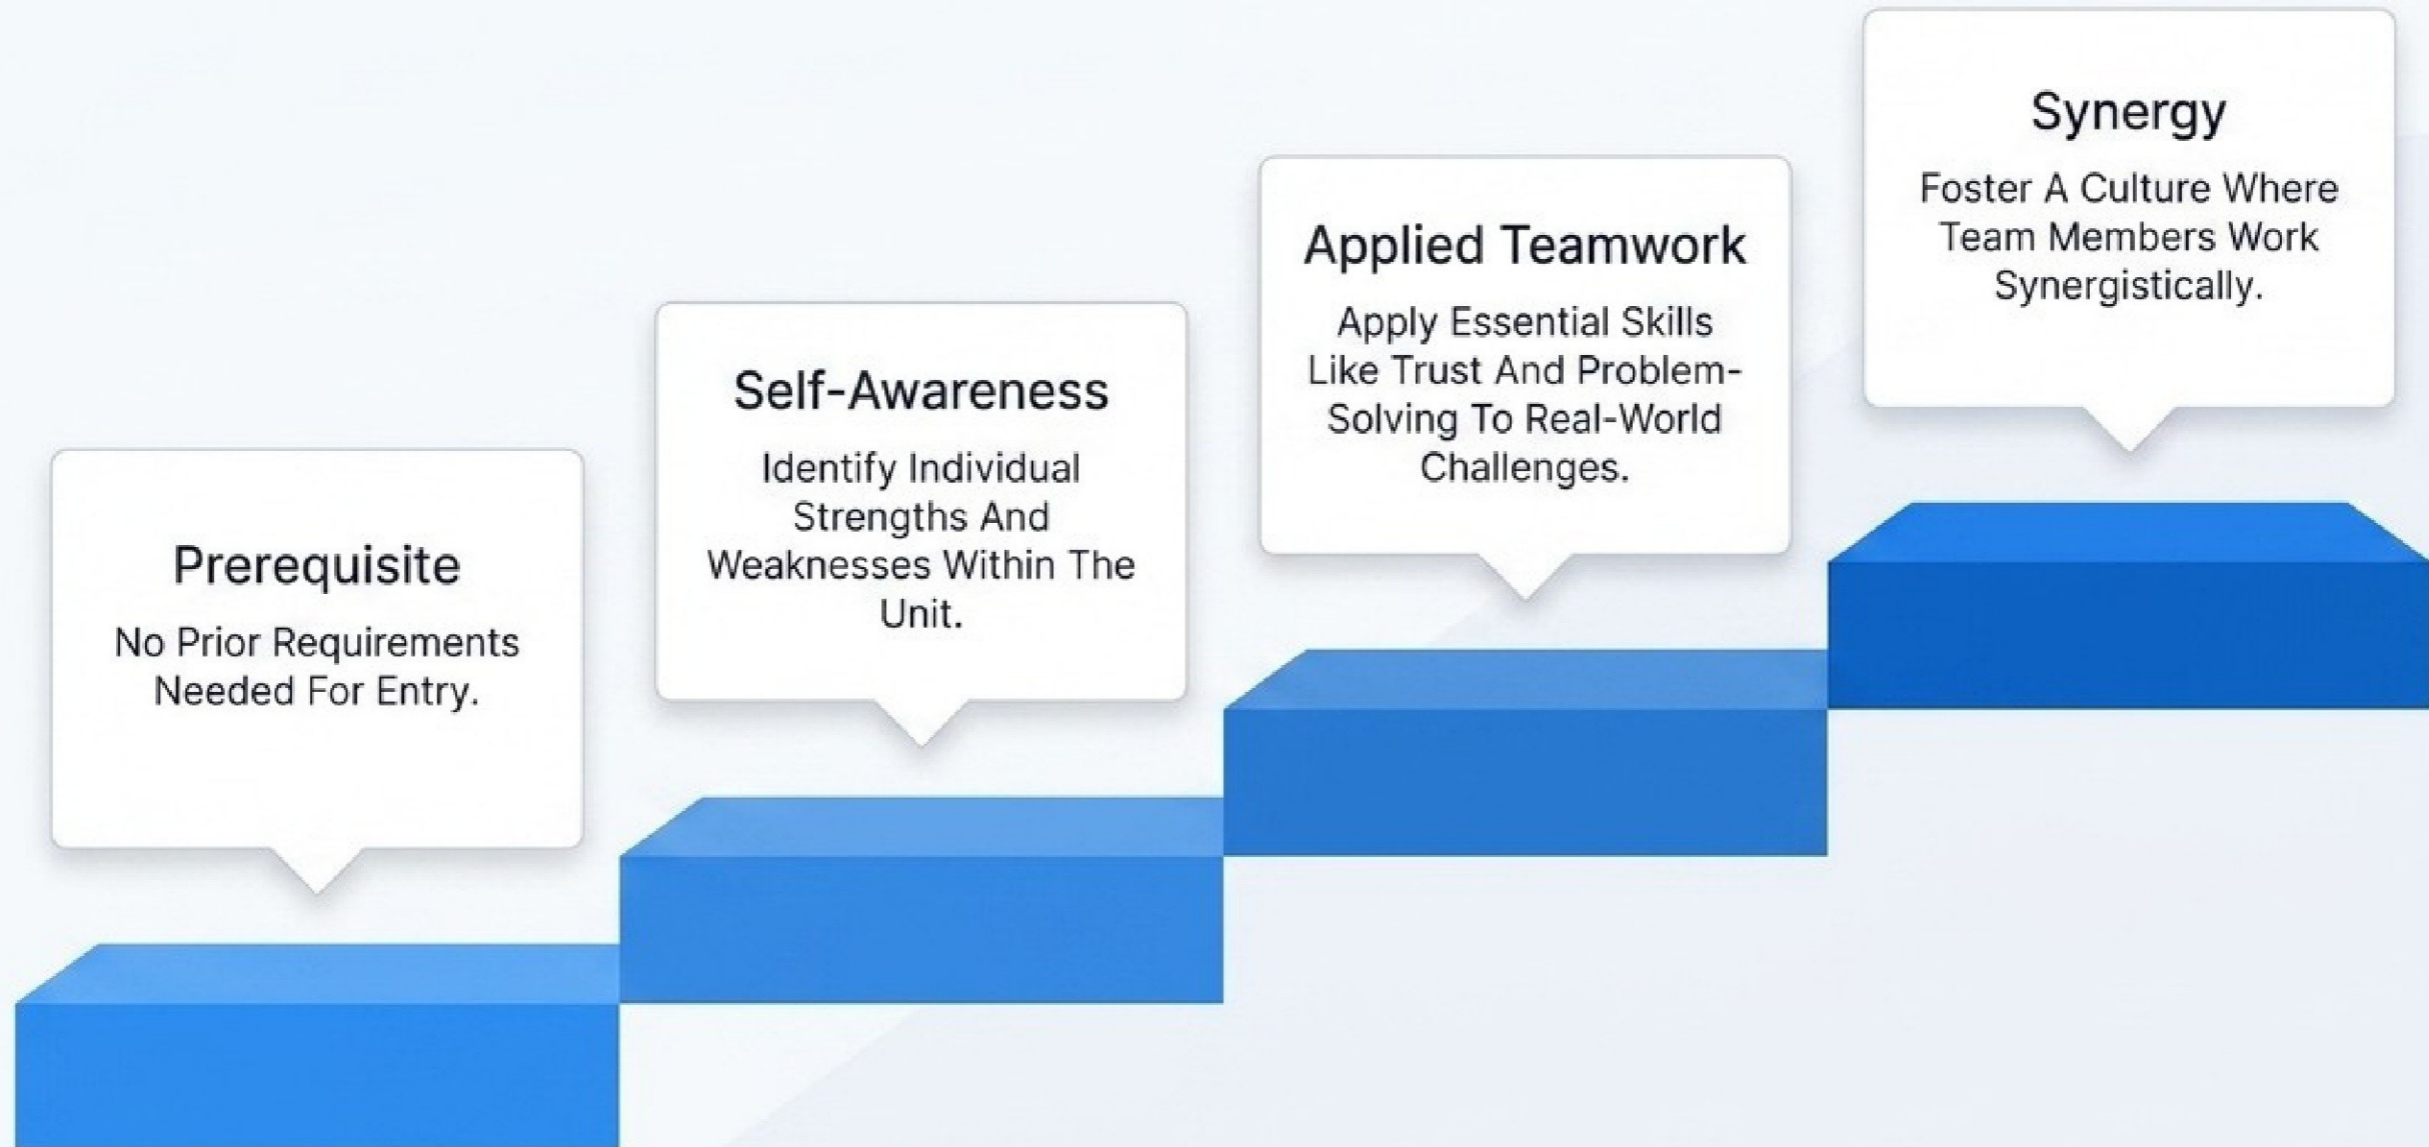 Prerequisite
No Prior Requirements
Needed For Entry.
Self-Awareness
Identify Individual
Strengths And
Weaknesses Within The
Unit.
Applied Teamwork
Apply Essential Skills
Like Trust And Problem-
Solving To Real-World
Challenges.
Synergy
Foster A Culture Where
Team Members Work
Synergistically.